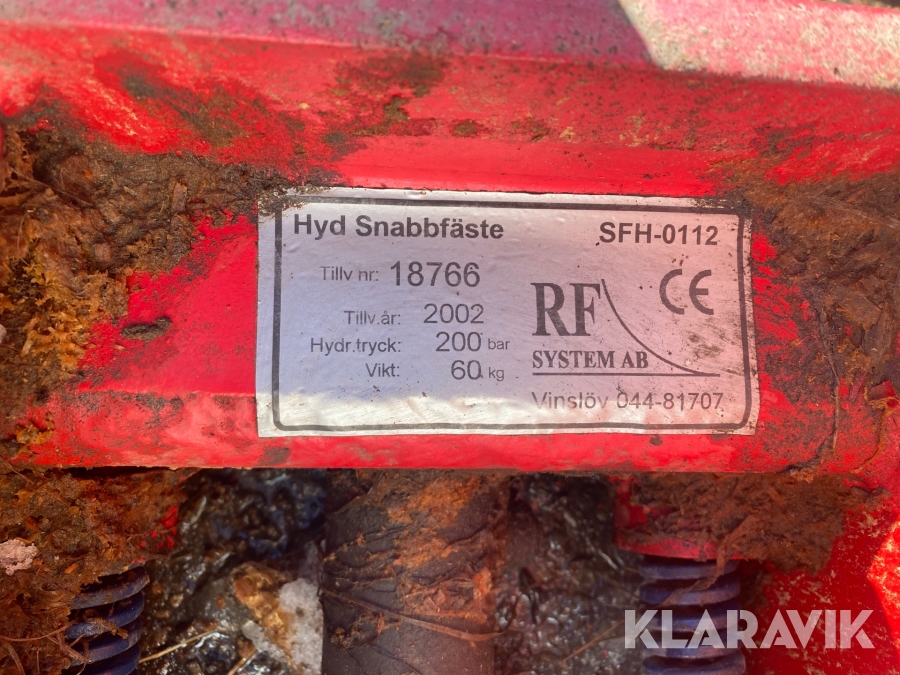 Hyd Snabbfäste SFH-0112
Tillv nr: 18766
Tillv.år: 2002
Hydr.tryck: 200 bar
Vikt: 60 kg
CE
RF
SYSTEM AB
Vinslöv 044-81707
KLARAVIK